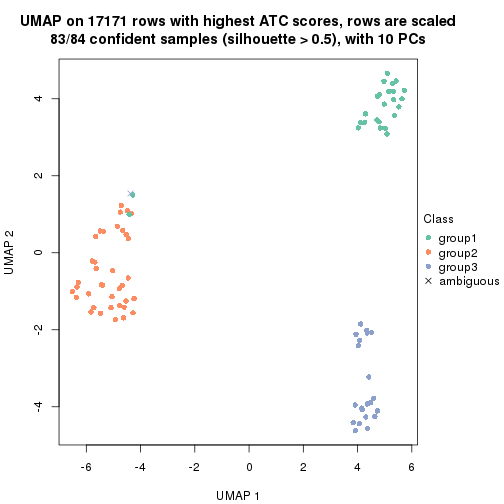 UMAP on 17171 rows with highest ATC scores, rows are scaled
83/84 confident samples (silhouette > 0.5), with 10 PCs
4
2
0
-2
-4
UMAP 2
-6
-4
-2
0
2
4
6
UMAP 1
Class
group1
group2
group3
ambiguous